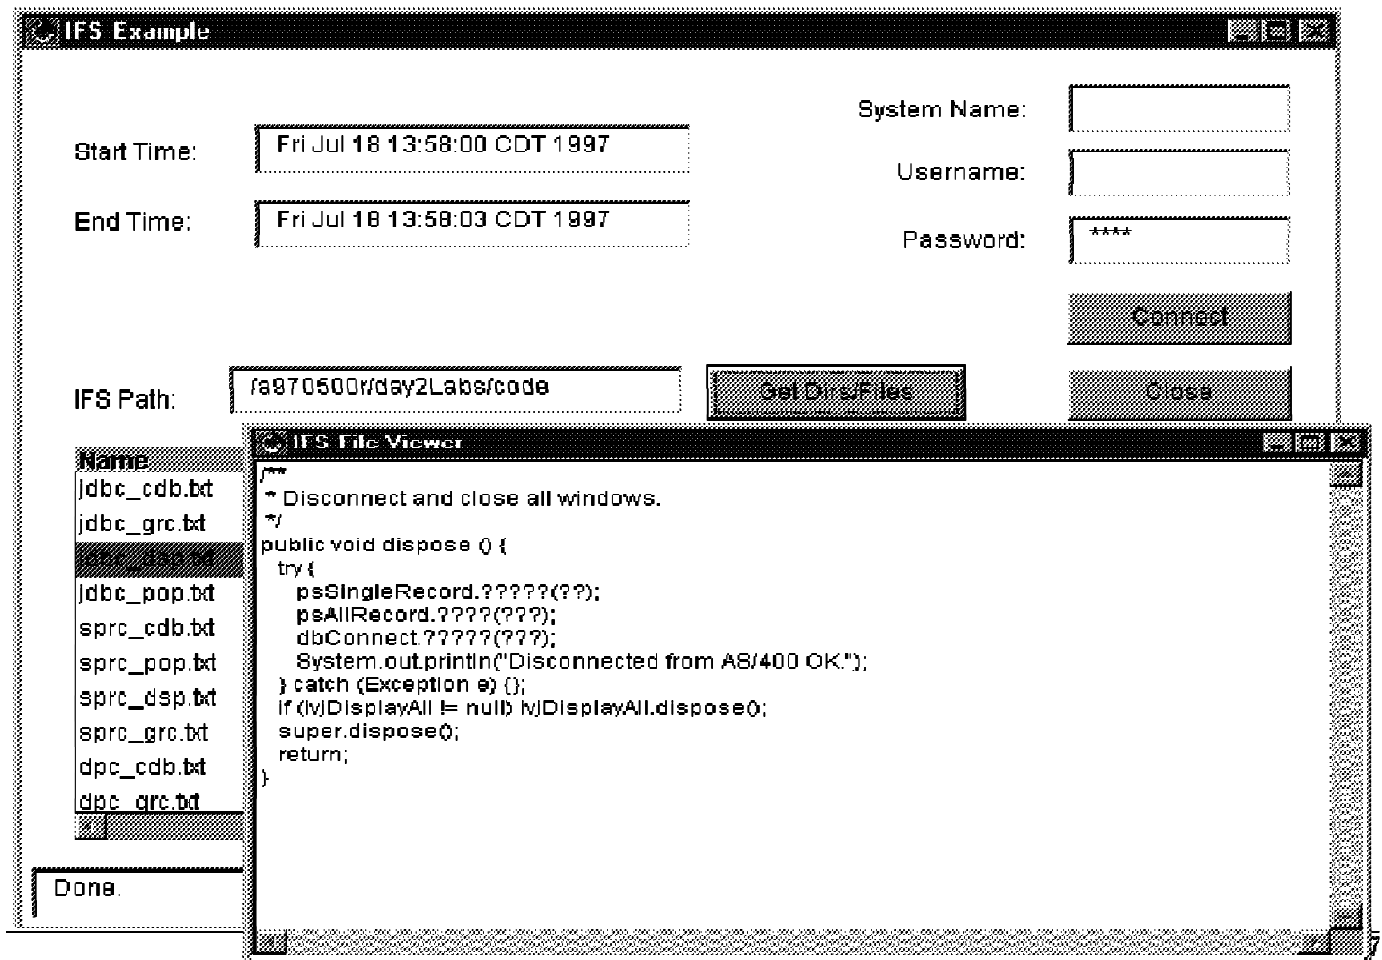 IFS Example
System Name:
Start Time: Fri Jul 18 13:58:00 CDT 1997
Username:
End Time: Fri Jul 18 13:58:03 CDT 1997
Password: ****
Connect
IFS Path: /a970500r/day2Labs/code Get Dirs/Files Close
IFS File Viewer
Name
jdbc_cdb.txt
jdbc_grc.txt
jdbc_dsp.txt
jdbc_pop.txt
sprc_cdb.txt
sprc_pop.txt
sprc_dsp.txt
sprc_grc.txt
dpc_cdb.txt
dpc_grc.txt
/**
* Disconnect and close all windows.
*/
public void dispose () {
try {
psSingleRecord.?????(??);
psAllRecord.????(???);
dbConnect.?????(???);
System.out.println("Disconnected from AS/400 OK.");
} catch (Exception e) {};
if (lvjDisplayAll != null) lvjDisplayAll.dispose();
super.dispose();
return;
}
Done.
7